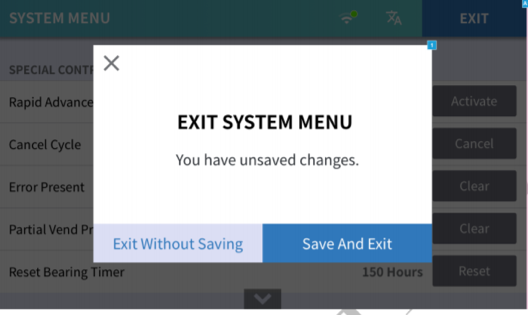 SYSTEM MENU
EXIT
SPECIAL CONT
Rapid Advance
Activate
Cancel Cycle
Cancel
Error Present
Clear
Partial Vend Pr
Clear
Reset Bearing Timer
150 Hours
Reset
EXIT SYSTEM MENU
You have unsaved changes.
Exit Without Saving
Save And Exit